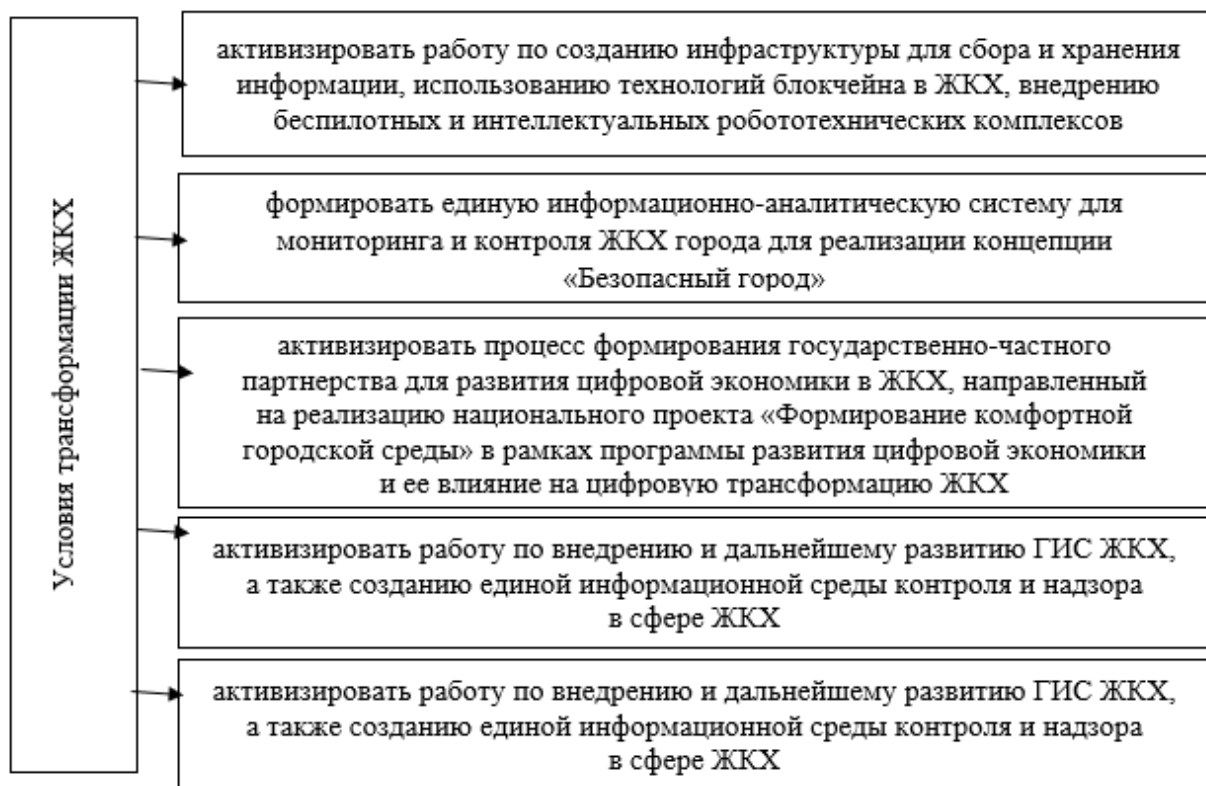 Условия трансформации ЖКХ
активизировать работу по созданию инфраструктуры для сбора и хранения
информации, использованию технологий блокчейна в ЖКХ, внедрению
беспилотных и интеллектуальных робототехнических комплексов
формировать единую информационно-аналитическую систему для
мониторинга и контроля ЖКХ города для реализации концепции
«Безопасный город»
активизировать процесс формирования государственно-частного
партнерства для развития цифровой экономики в ЖКХ, направленный
на реализацию национального проекта «Формирование комфортной
городской среды» в рамках программы развития цифровой экономики
и ее влияние на цифровую трансформацию ЖКХ
активизировать работу по внедрению и дальнейшему развитию ГИС ЖКХ,
а также созданию единой информационной среды контроля и надзора
в сфере ЖКХ
активизировать работу по внедрению и дальнейшему развитию ГИС ЖКХ,
а также созданию единой информационной среды контроля и надзора
в сфере ЖКХ